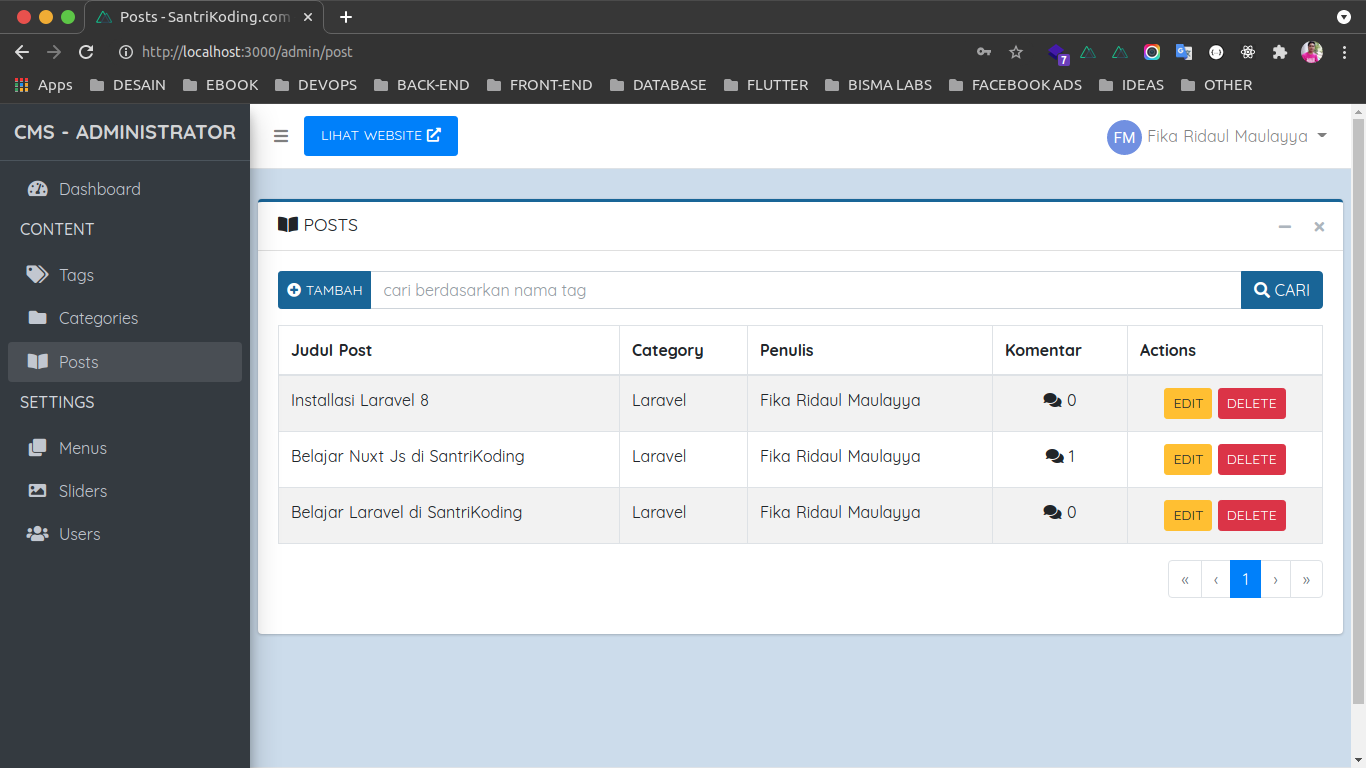 Posts - SantriKoding.com
http://localhost:3000/admin/post
7
Apps DESAIN EBOOK DEVOPS BACK-END FRONT-END DATABASE FLUTTER BISMA LABS FACEBOOK ADS IDEAS OTHER
CMS - ADMINISTRATOR
Dashboard
CONTENT
Tags
Categories
Posts
SETTINGS
Menus
Sliders
Users
LIHAT WEBSITE
FM Fika Ridaul Maulayya
POSTS
TAMBAH cari berdasarkan nama tag CARI
Judul Post Category Penulis Komentar Actions
Installasi Laravel 8 Laravel Fika Ridaul Maulayya 0 EDIT DELETE
Belajar Nuxt Js di SantriKoding Laravel Fika Ridaul Maulayya 1 EDIT DELETE
Belajar Laravel di SantriKoding Laravel Fika Ridaul Maulayya 0 EDIT DELETE
« ‹ 1 › »